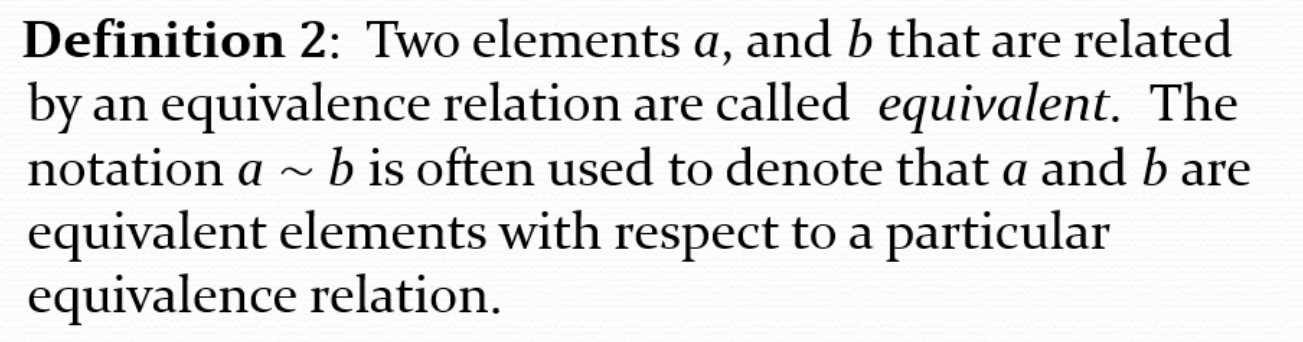 Definition 2: Two elements a, and b that are related
by an equivalence relation are called equivalent. The
notation a ∼ b is often used to denote that a and b are
equivalent elements with respect to a particular
equivalence relation.